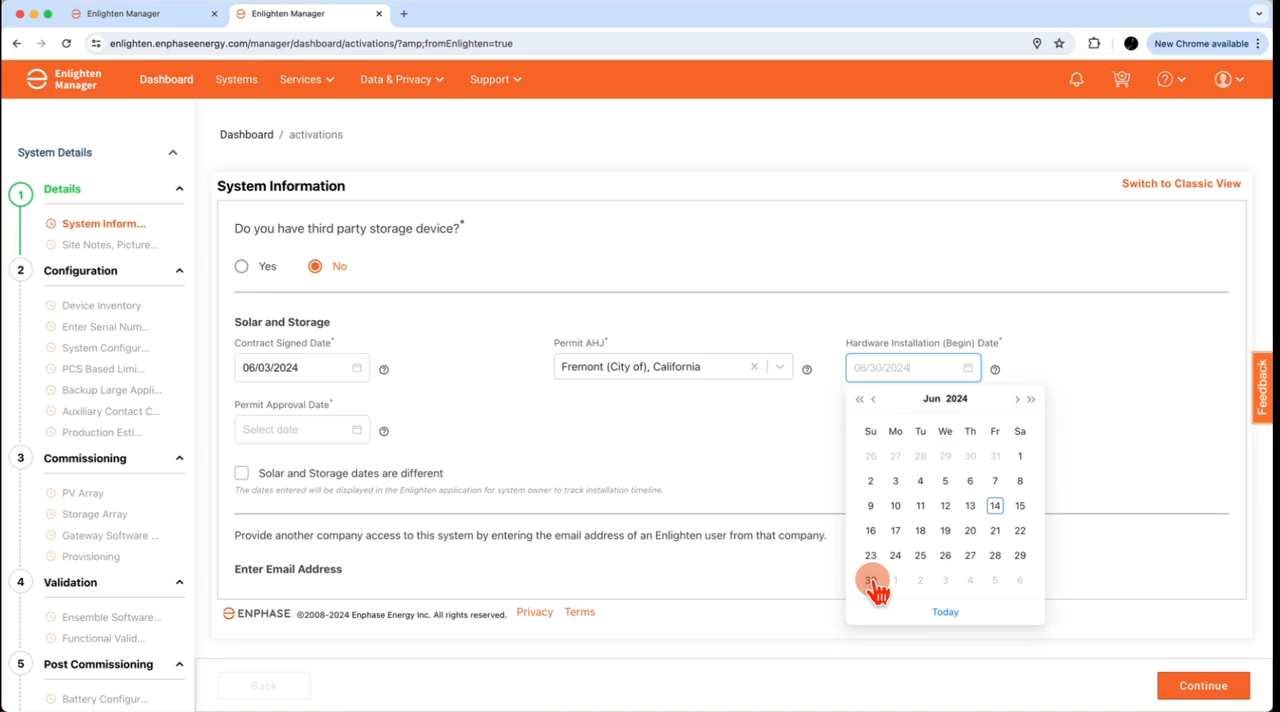 Enlighten Manager
Enlighten Manager
enlighten.enphaseenergy.com/manager/dashboard/activations/?amp;fromEnlighten=true
New Chrome available
Enlighten
Manager
Dashboard
Systems
Services
Data & Privacy
Support
System Details
1
Details
System Inform...
Site Notes, Picture...
2
Configuration
Device Inventory
Enter Serial Num...
System Configur...
PCS Based Limi...
Backup Large Appli...
Auxiliary Contact C...
Production Esti...
3
Commissioning
PV Array
Storage Array
Gateway Software ...
Provisioning
4
Validation
Ensemble Software...
Functional Valid...
5
Post Commissioning
Battery Configur...
Dashboard / activations
System Information
Switch to Classic View
Do you have third party storage device?*
Yes
No
Solar and Storage
Contract Signed Date*
06/03/2024
Permit AHJ*
Fremont (City of), California
Hardware Installation (Begin) Date*
06/30/2024
Permit Approval Date*
Select date
Jun 2024
Su Mo Tu We Th Fr Sa
26 27 28 29 30 31 1
2 3 4 5 6 7 8
9 10 11 12 13 14 15
16 17 18 19 20 21 22
23 24 25 26 27 28 29
30 1 2 3 4 5 6
Today
Solar and Storage dates are different
The dates entered will be displayed in the Enlighten application for system owner to track installation timeline.
Provide another company access to this system by entering the email address of an Enlighten user from that company.
Enter Email Address
ENPHASE ©2008-2024 Enphase Energy Inc. All rights reserved. Privacy Terms
Back
Continue
Feedback